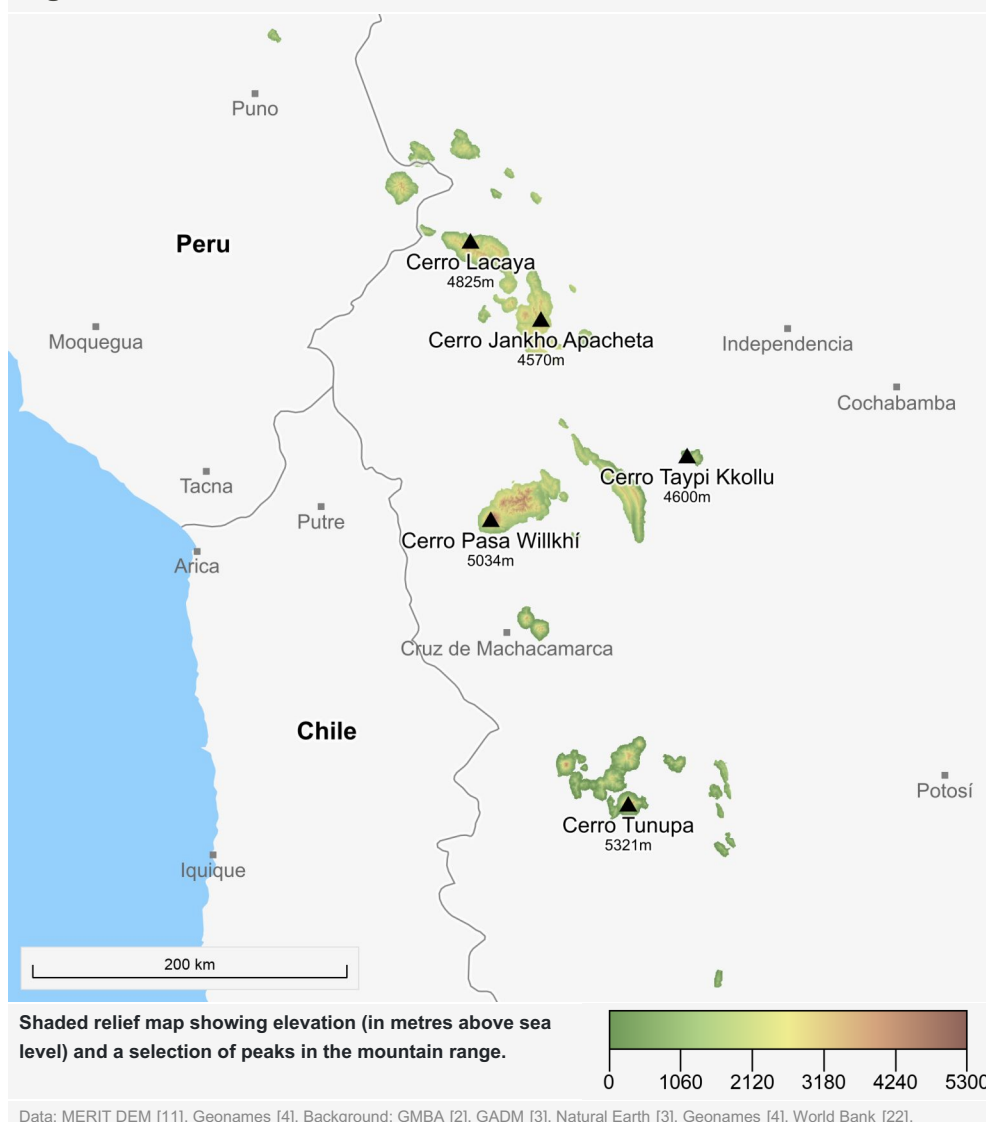 Puno
Peru
Cerro Lacaya
4825m
Moquegua
Cerro Jankho Apacheta
4570m
Independencia
Cochabamba
Tacna
Cerro Taypi Kkollu
4600m
Putre
Cerro Pasa Willkhi
5034m
Arica
Cruz de Machacamarca
Chile
Potosí
Cerro Tunupa
5321m
Iquique
200 km
Shaded relief map showing elevation (in metres above sea
level) and a selection of peaks in the mountain range.
0 1060 2120 3180 4240 5300
Data: MERIT DEM [11], Geonames [4]. Background: GMBA [2], GADM [3], Natural Earth [3], Geonames [4], World Bank [22].